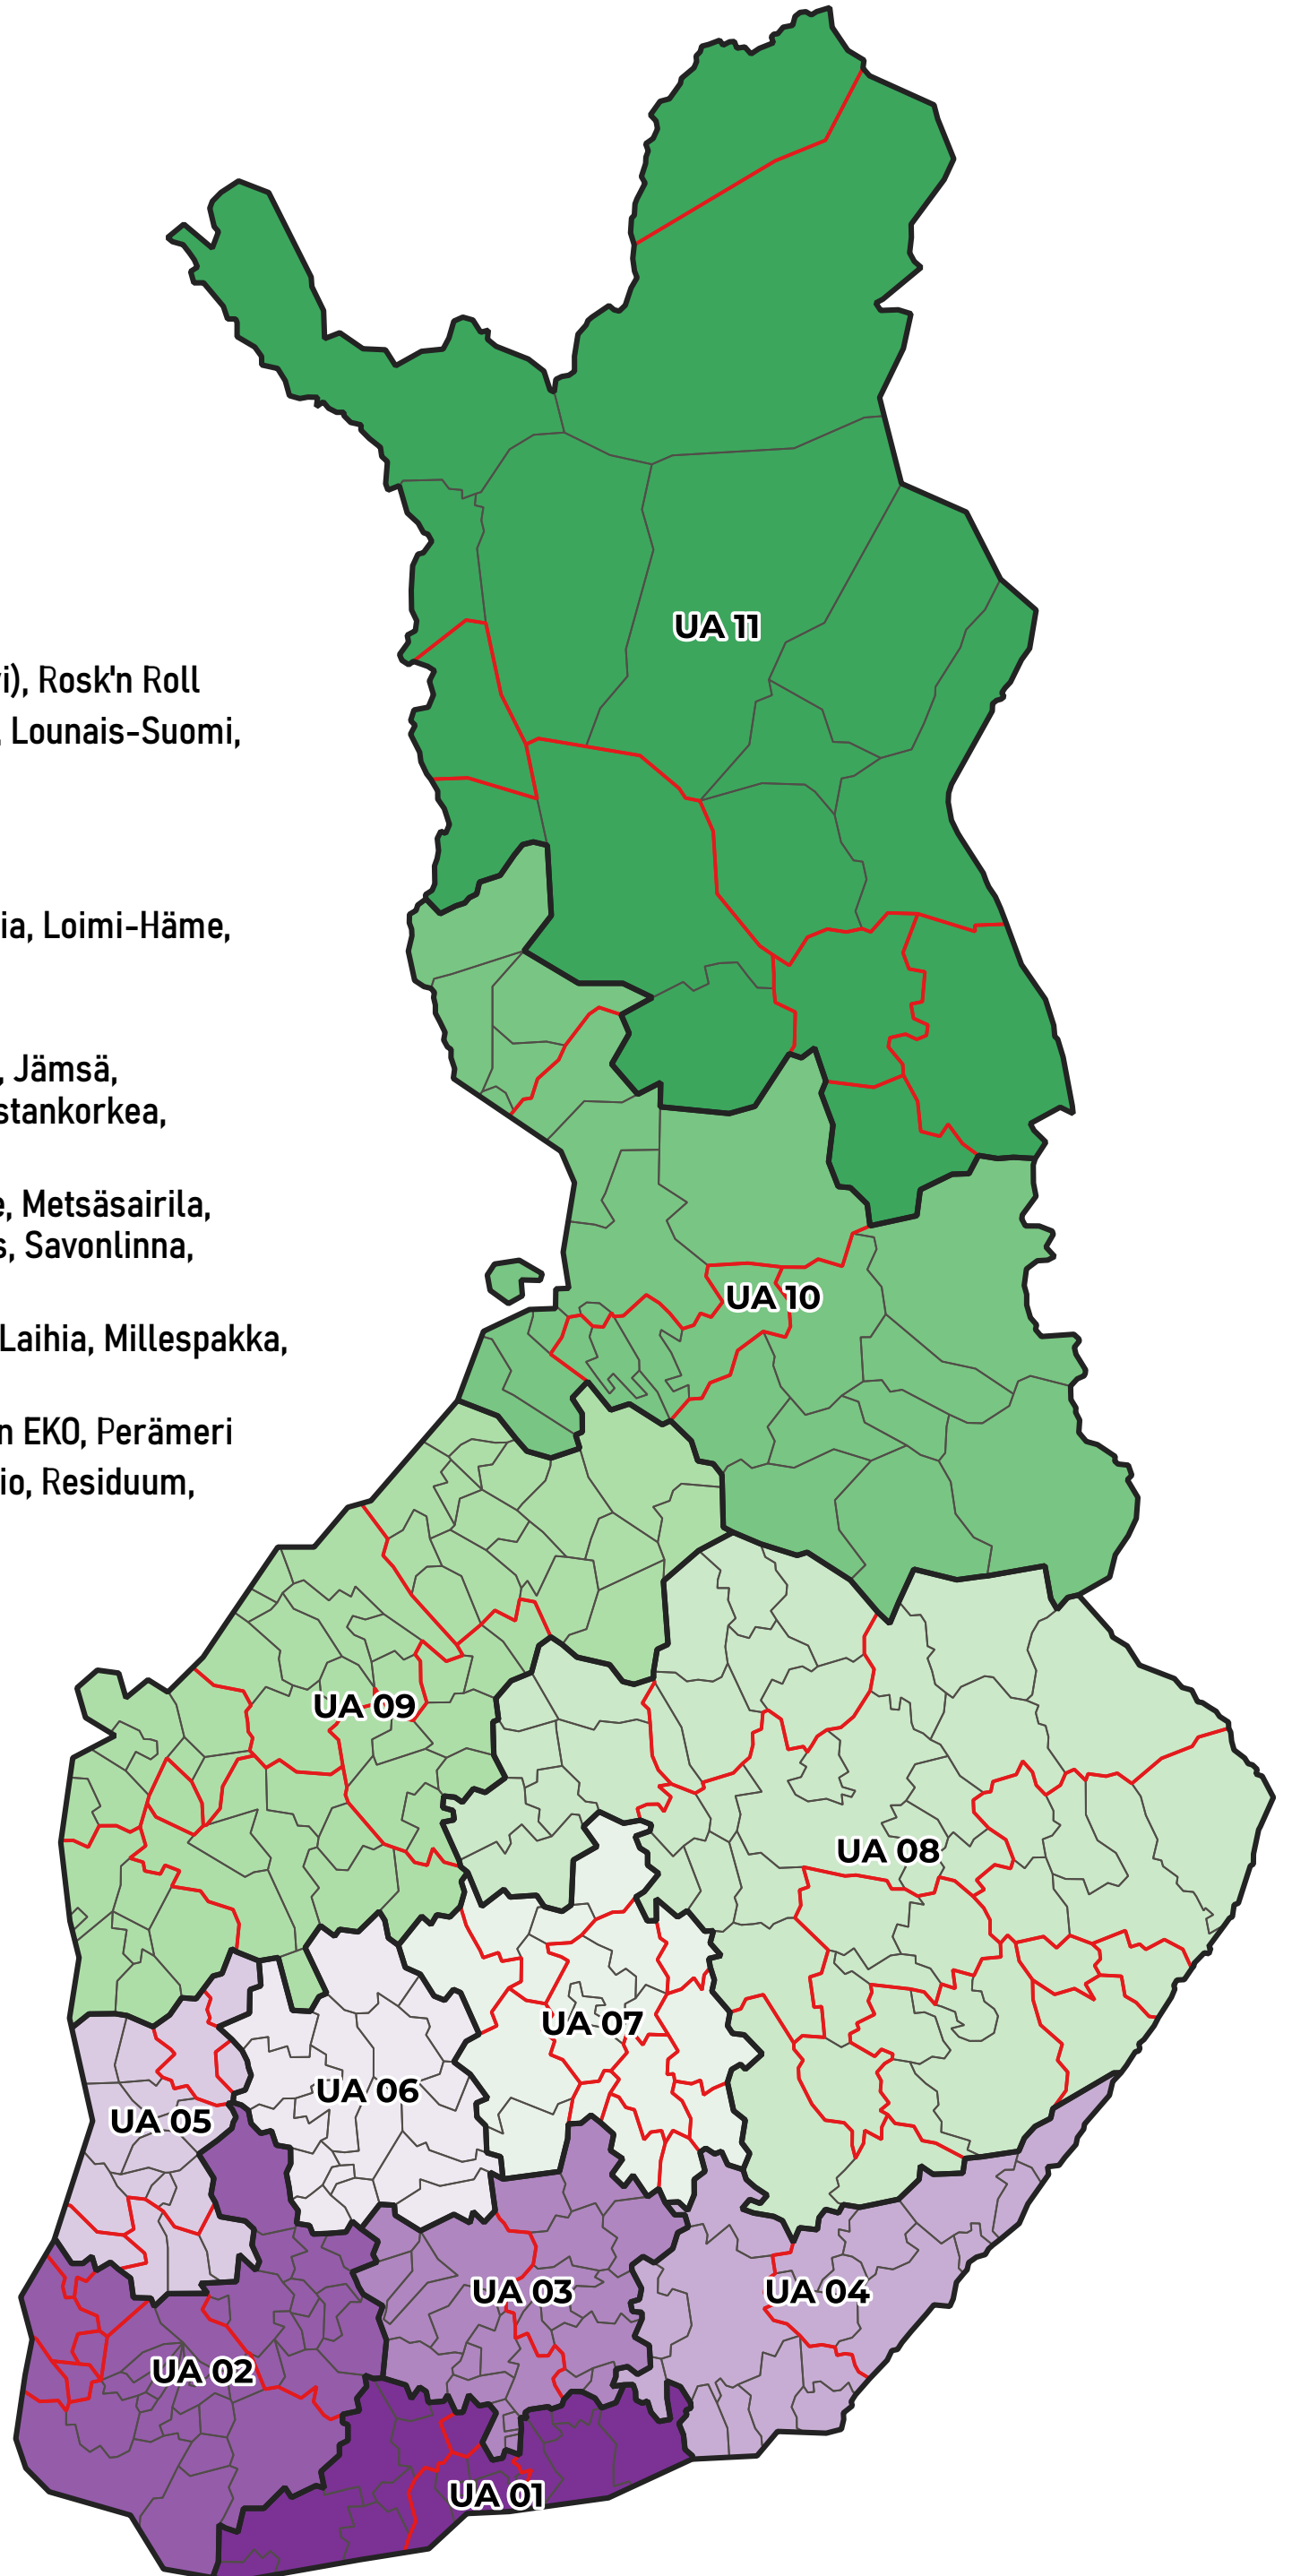 UA 11
i), Rosk'n Roll
Lounais-Suomi,
Loimi-Häme,
Jämsä,
stankorkea,
Metsäsairila,
Savonlinna,
UA 10
Laihia, Millespakka,
n EKO, Perämeri
io, Residuum,
UA 09
UA 08
UA 07
UA 06
UA 05
UA 03
UA 04
UA 02
UA 01